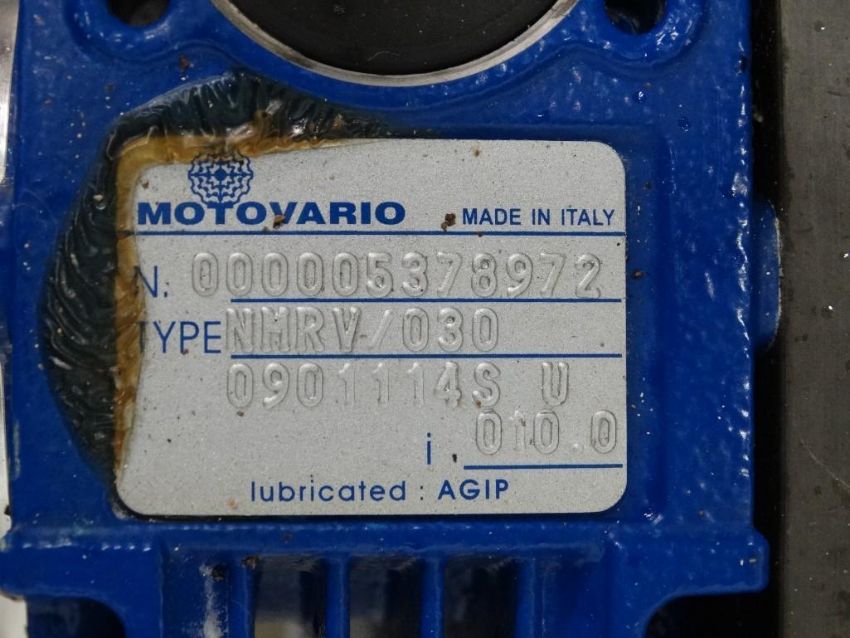 MOTOVARIO MADE IN ITALY
N: 000005378972
TYPE NMRV/030
0901114S U
i 010.0
lubricated : AGIP